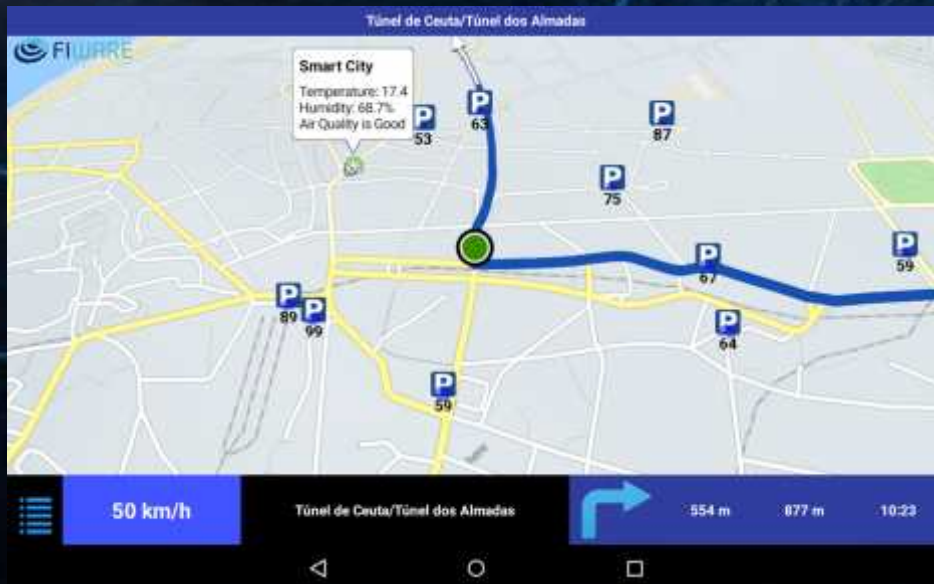 Túnel de Ceuta/Túnel dos Almadas
FIWARE
Smart City
Temperature: 17.4
Humidity: 68.7%
Air Quality is Good
P
53
P
63
P
87
P
75
P
67
P
59
P
89
P
99
P
64
P
59
50 km/h
Túnel de Ceuta/Túnel dos Almadas
554 m
877 m
10:23